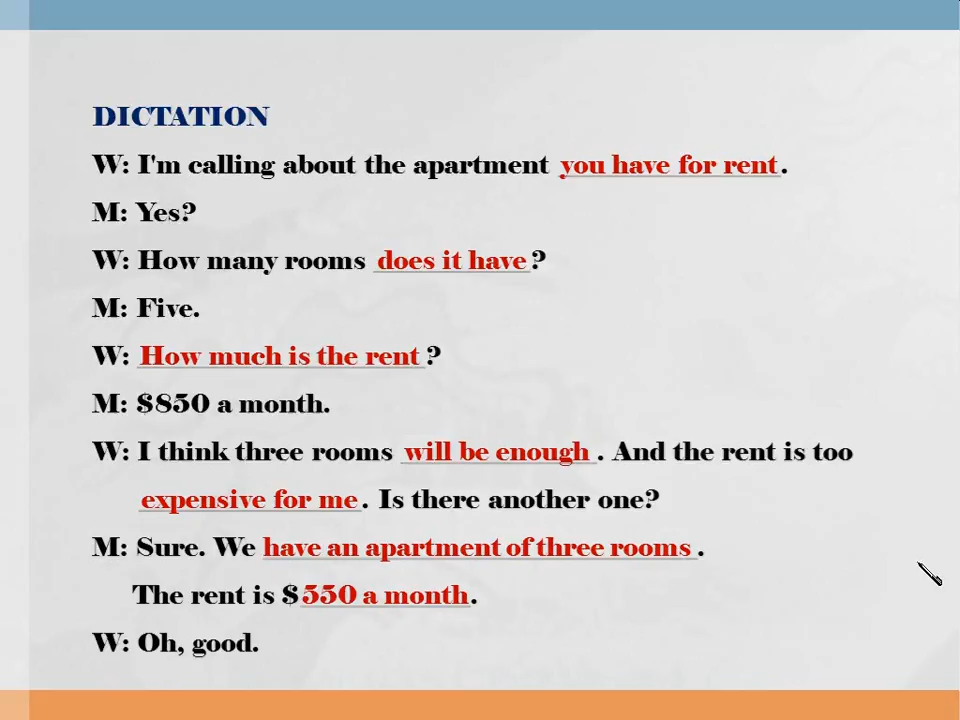 DICTATION
W: I'm calling about the apartment you have for rent.
M: Yes?
W: How many rooms does it have?
M: Five.
W: How much is the rent?
M: $850 a month.
W: I think three rooms will be enough. And the rent is too
expensive for me. Is there another one?
M: Sure. We have an apartment of three rooms.
The rent is $550 a month.
W: Oh, good.